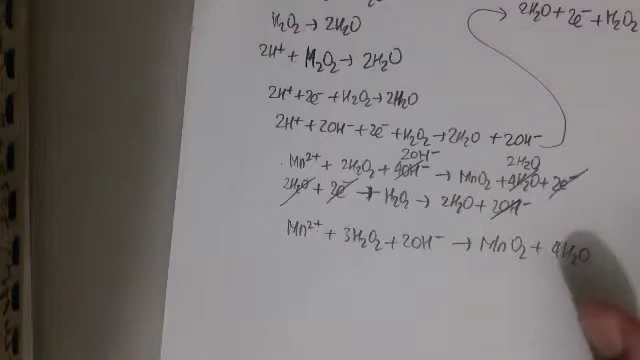 H₂O₂ → 2H₂O
2H₂O + 2e⁻ + H₂O₂
2H⁺ + H₂O₂ → 2H₂O
2H⁺ + 2e⁻ + H₂O₂ → 2H₂O
2H⁺ + 2OH⁻ + 2e⁻ + H₂O₂ → 2H₂O + 2OH⁻
2OH⁻ 2H₂O
Mn²⁺ + 2H₂O₂ + 4OH⁻ → MnO₂ + 4H₂O + 2e⁻
2H₂O + 2e⁻ + H₂O₂ → 2H₂O + 2OH⁻
Mn²⁺ + 3H₂O₂ + 2OH⁻ → MnO₂ + 4H₂O